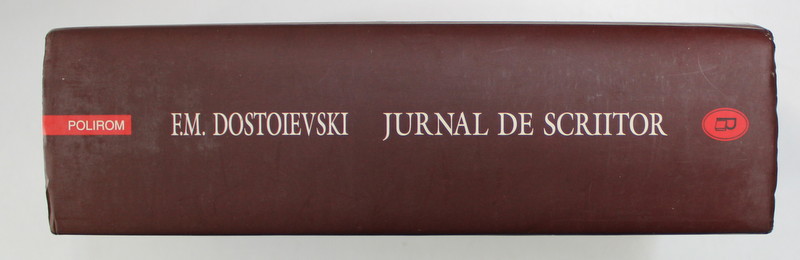 POLIROM
F.M. DOSTOIEVSKI
JURNAL DE SCRIITOR
B